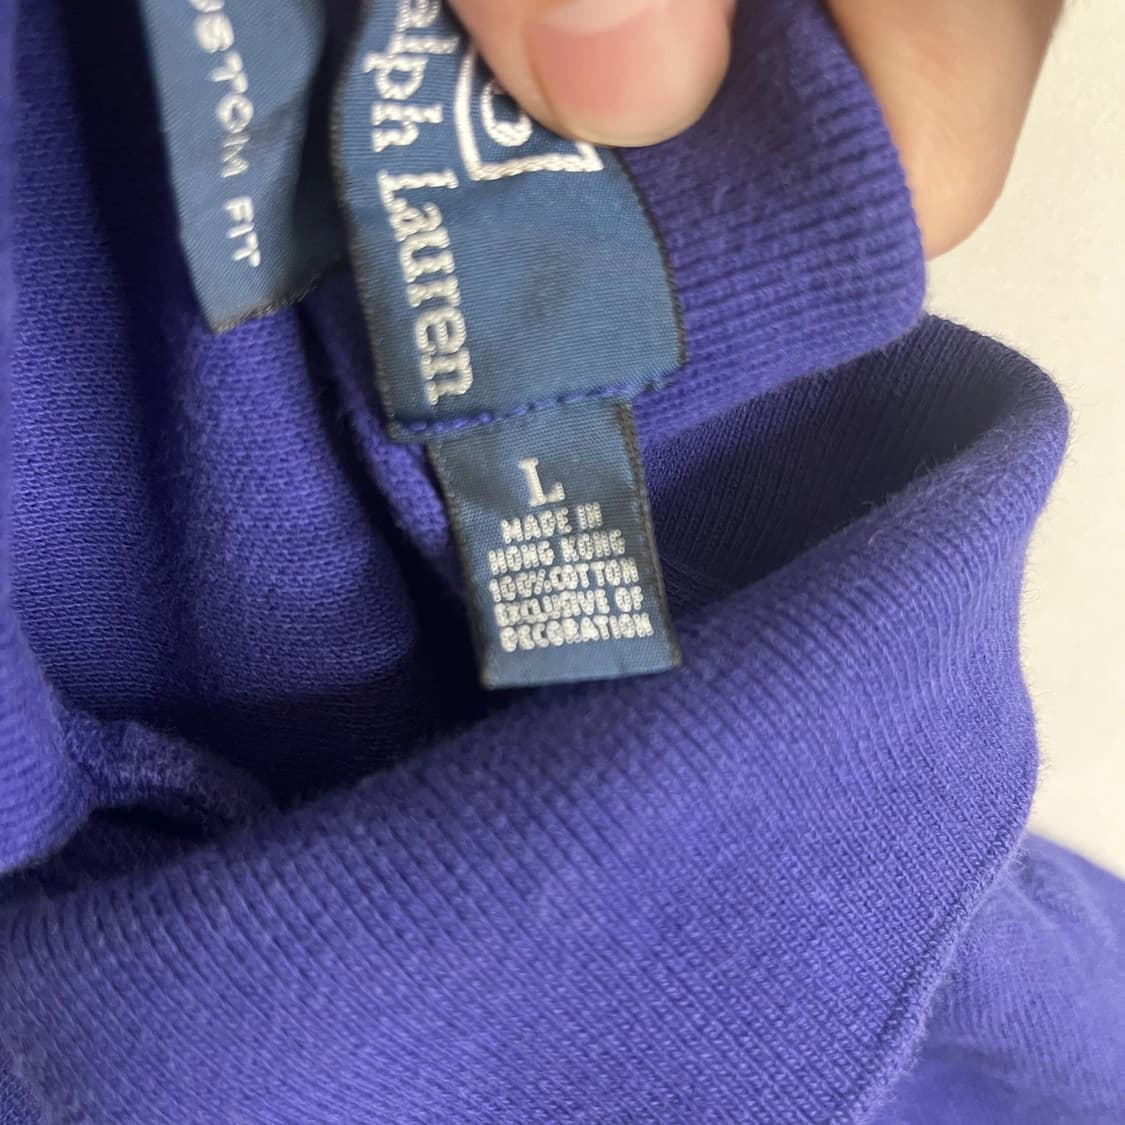 USTOM FIT
alph Lauren
L
MADE IN
HONG KONG
100%COTTON
EXCLUSIVE OF
DECORATION